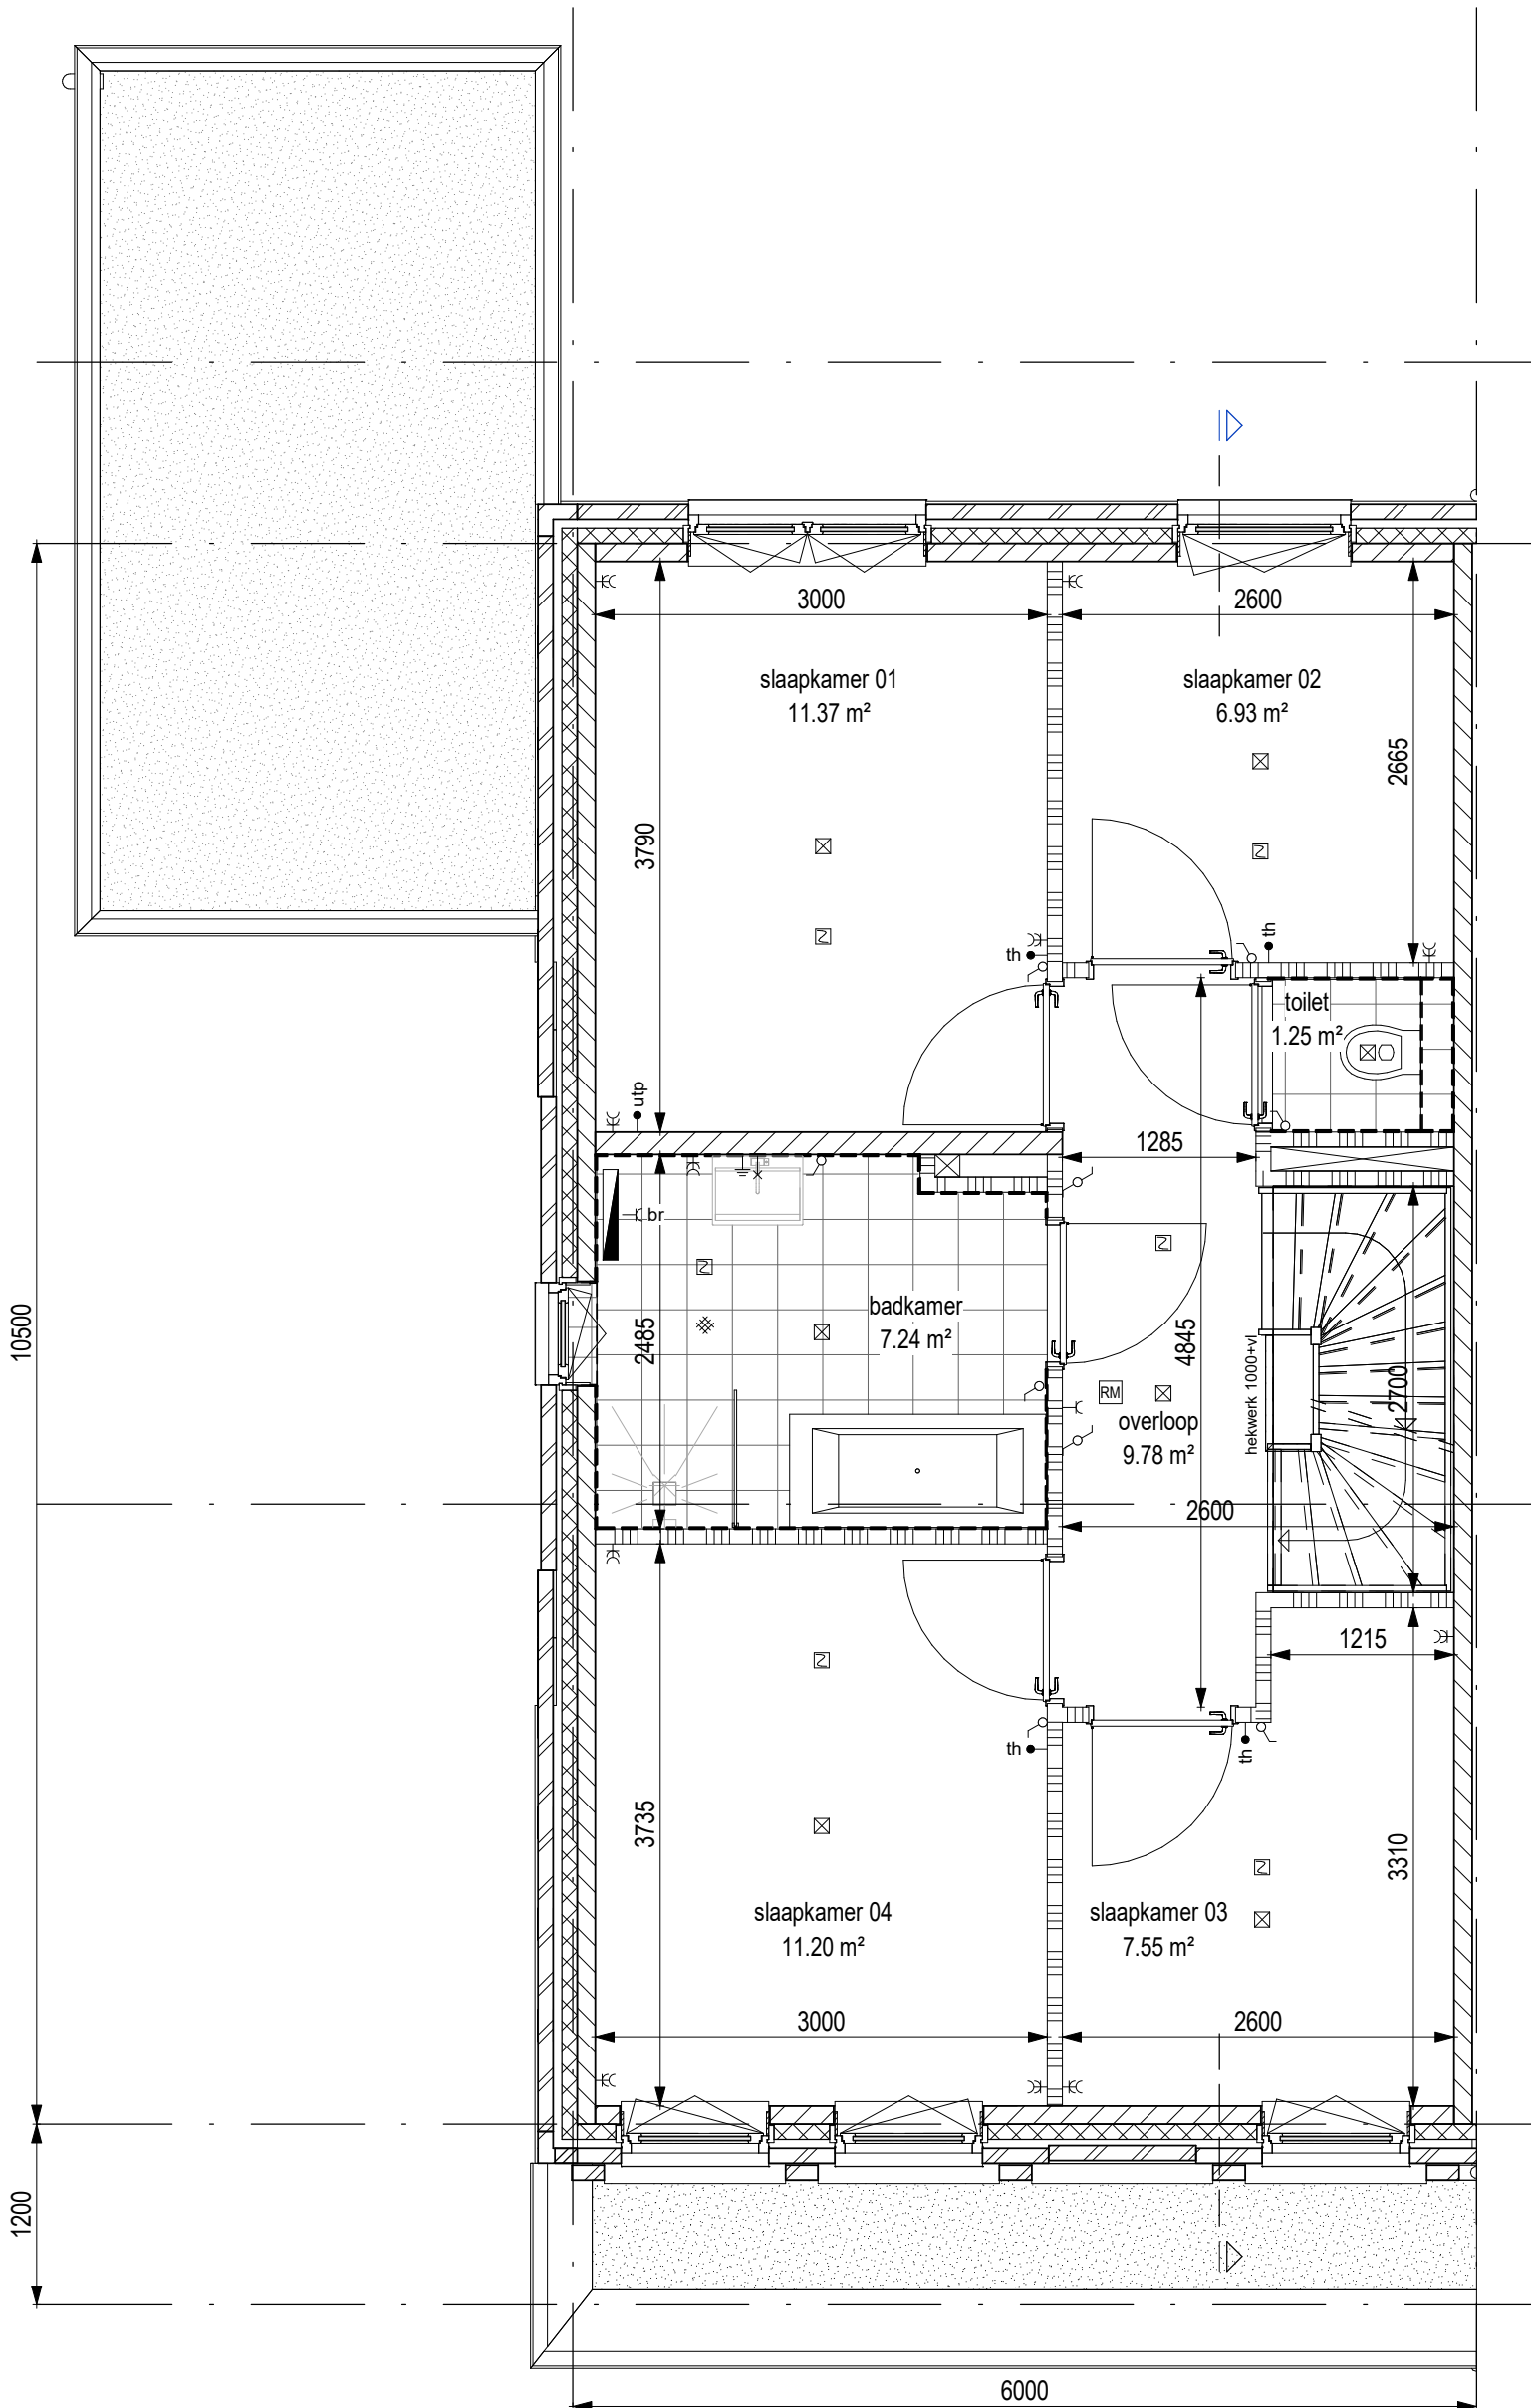 3000
2600
slaapkamer 01
11.37 m²
slaapkamer 02
6.93 m²
2665
3790
th
th
toilet
1.25 m²
utp
1285
br
badkamer
7.24 m²
2485
10500
4845
hekwerk 1000+vl
2700
RM
overloop
9.78 m²
2600
1215
th
th
3735
3310
slaapkamer 04
11.20 m²
slaapkamer 03
7.55 m²
3000
2600
1200
6000